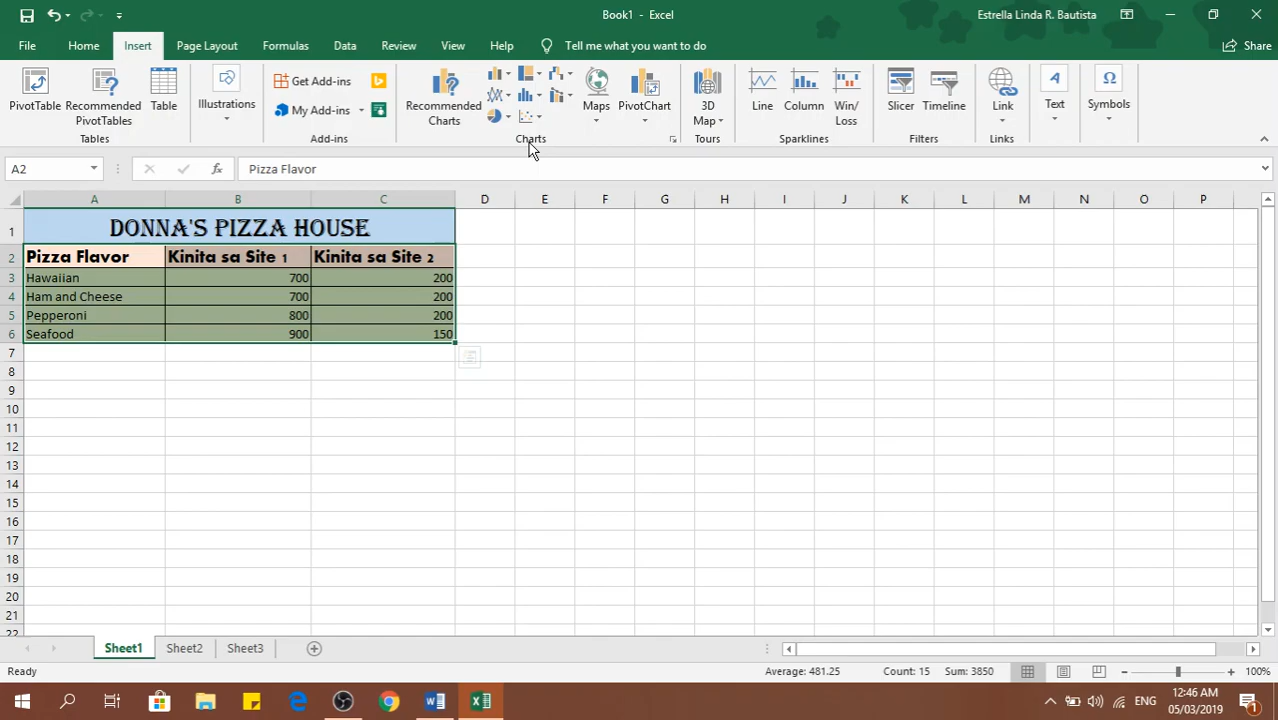 Book1 - Excel
Estrella Linda R. Bautista
File Home Insert Page Layout Formulas Data Review View Help Tell me what you want to do Share
PivotTable
Recommended PivotTables
Table
Tables
Illustrations
Get Add-ins
My Add-ins
Add-ins
Recommended Charts
Maps
PivotChart
Charts
3D Map
Tours
Line
Column
Win/Loss
Sparklines
Slicer
Timeline
Filters
Link
Links
Text
Symbols
A2 fx Pizza Flavor
A B C D E F G H I J K L M N O P
1 DONNA'S PIZZA HOUSE
2 Pizza Flavor Kinita sa Site 1 Kinita sa Site 2
3 Hawaiian 700 200
4 Ham and Cheese 700 200
5 Pepperoni 800 200
6 Seafood 900 150
7
8
9
10
11
12
13
14
15
16
17
18
19
20
21
22
Sheet1 Sheet2 Sheet3
Ready Average: 481.25 Count: 15 Sum: 3850 100%
ENG 12:46 AM
05/03/2019